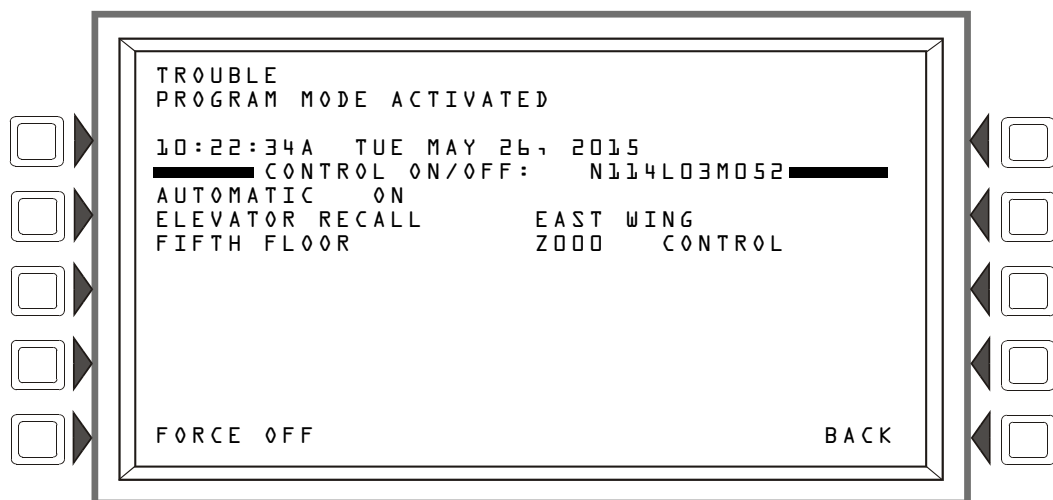 TROUBLE
PROGRAM MODE ACTIVATED
10:22:34A TUE MAY 26, 2015
CONTROL ON/OFF: N114L03M052
AUTOMATIC ON
ELEVATOR RECALL EAST WING
FIFTH FLOOR Z000 CONTROL
FORCE OFF BACK